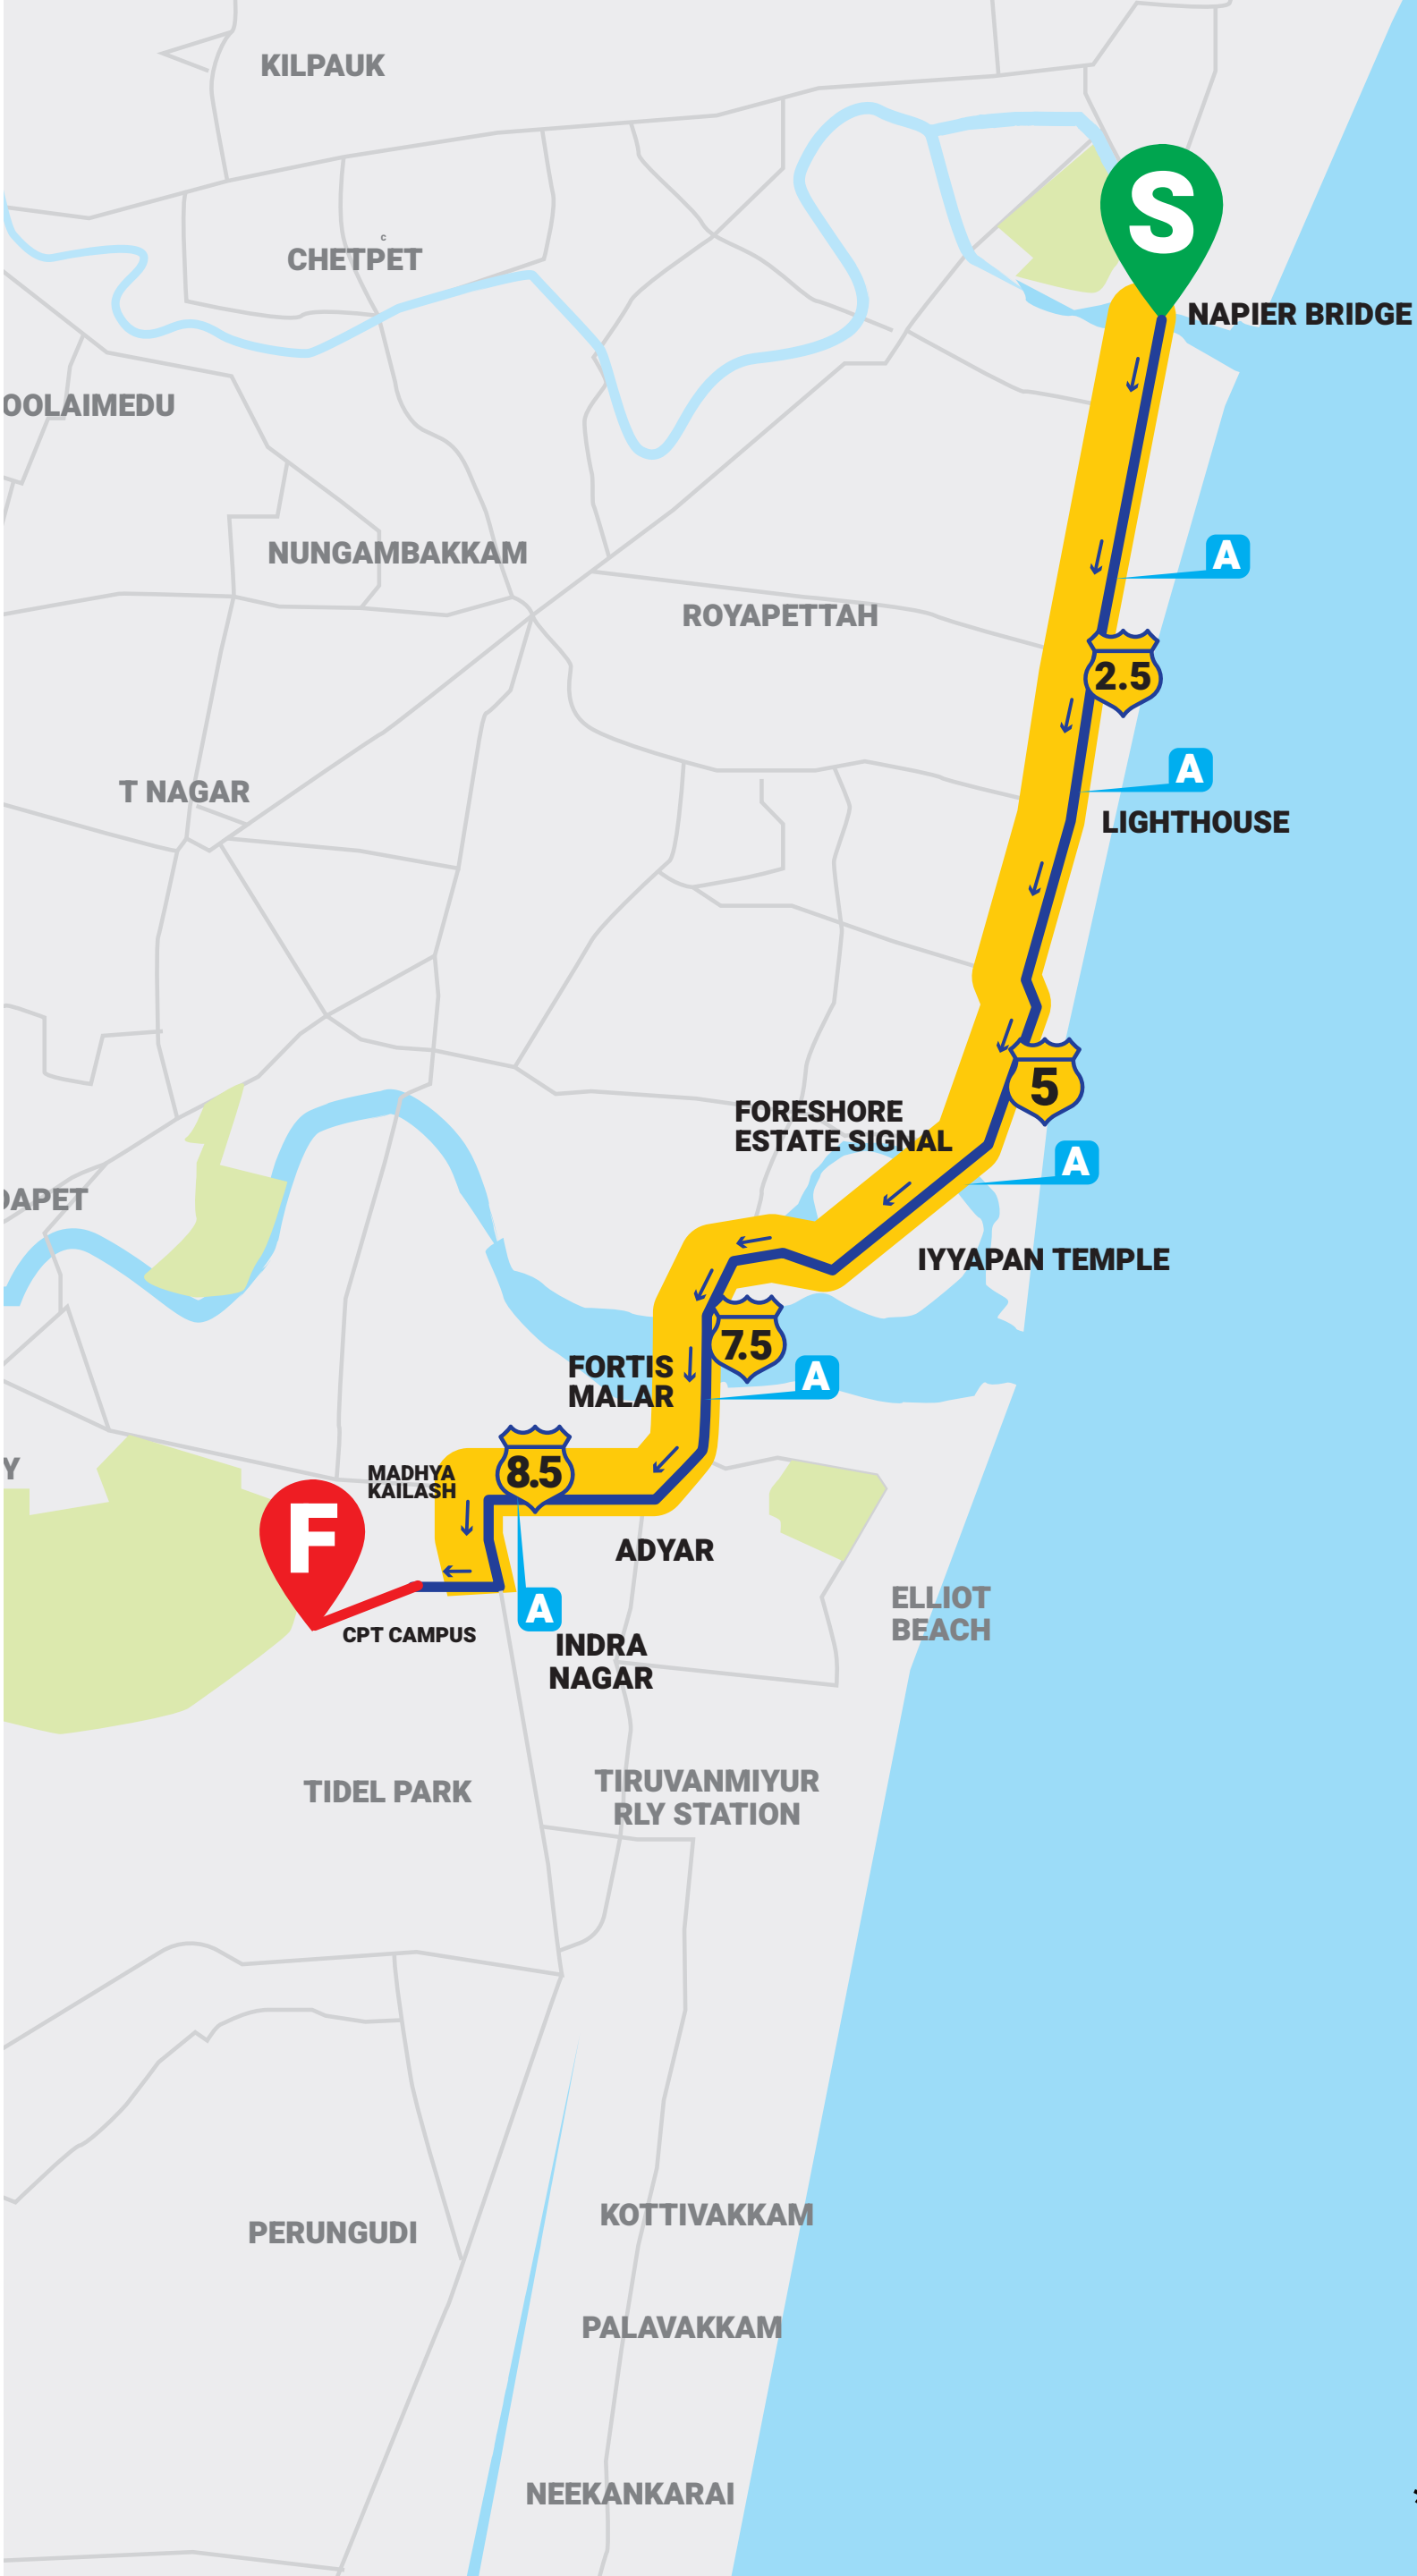 KILPAUK
S
c
CHETPET
NAPIER BRIDGE
OOLAIMEDU
NUNGAMBAKKAM
A
ROYAPETTAH
2.5
A
T NAGAR
LIGHTHOUSE
5
FORESHORE
ESTATE SIGNAL
A
DAPET
IYYAPAN TEMPLE
7.5
FORTIS
MALAR
A
8.5
Y
MADHYA
KAILASH
F
ADYAR
ELLIOT
BEACH
A
CPT CAMPUS
INDRA
NAGAR
TIDEL PARK
TIRUVANMIYUR
RLY STATION
KOTTIVAKKAM
PERUNGUDI
PALAVAKKAM
NEEKANKARAI